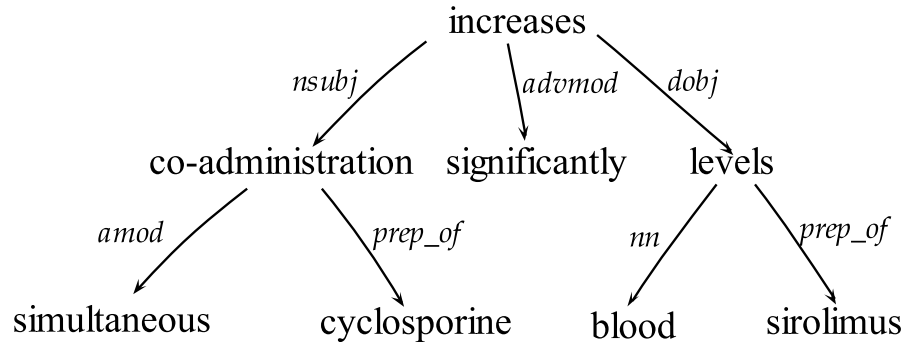 increases
nsubj advmod dobj
co-administration significantly levels
amod prep_of nn prep_of
simultaneous cyclosporine blood sirolimus